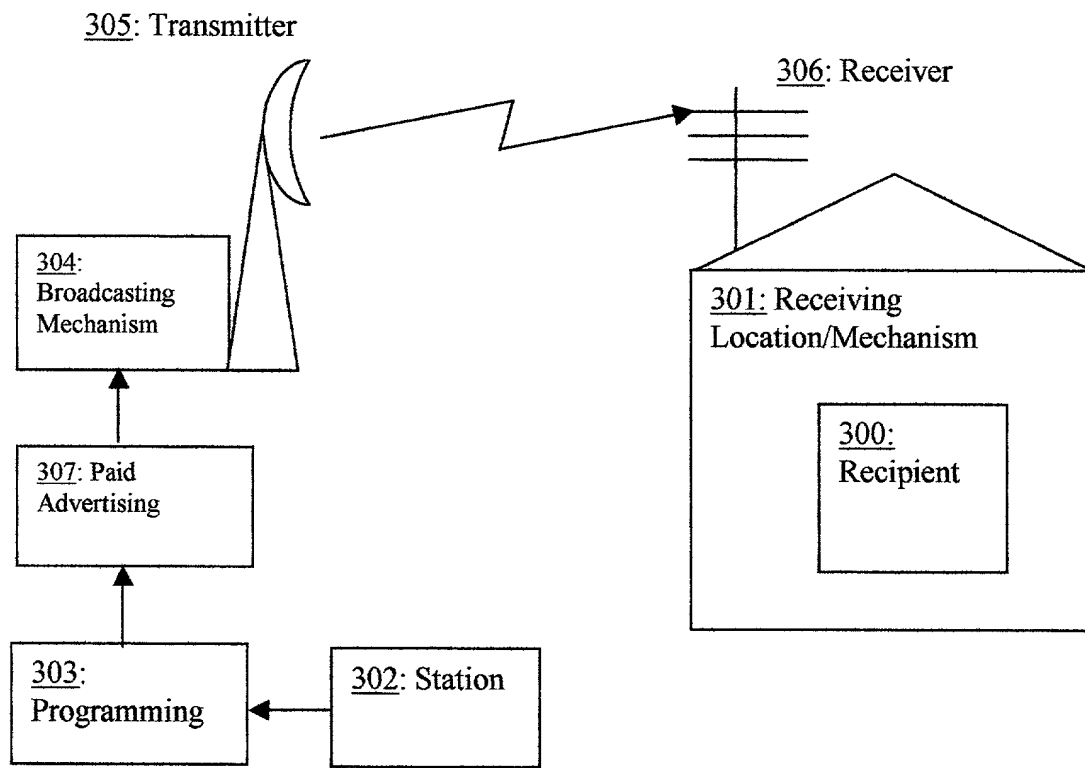 305: Transmitter
306: Receiver
304:
Broadcasting
Mechanism
301: Receiving
Location/Mechanism
300:
Recipient
307: Paid
Advertising
303:
Programming
302: Station